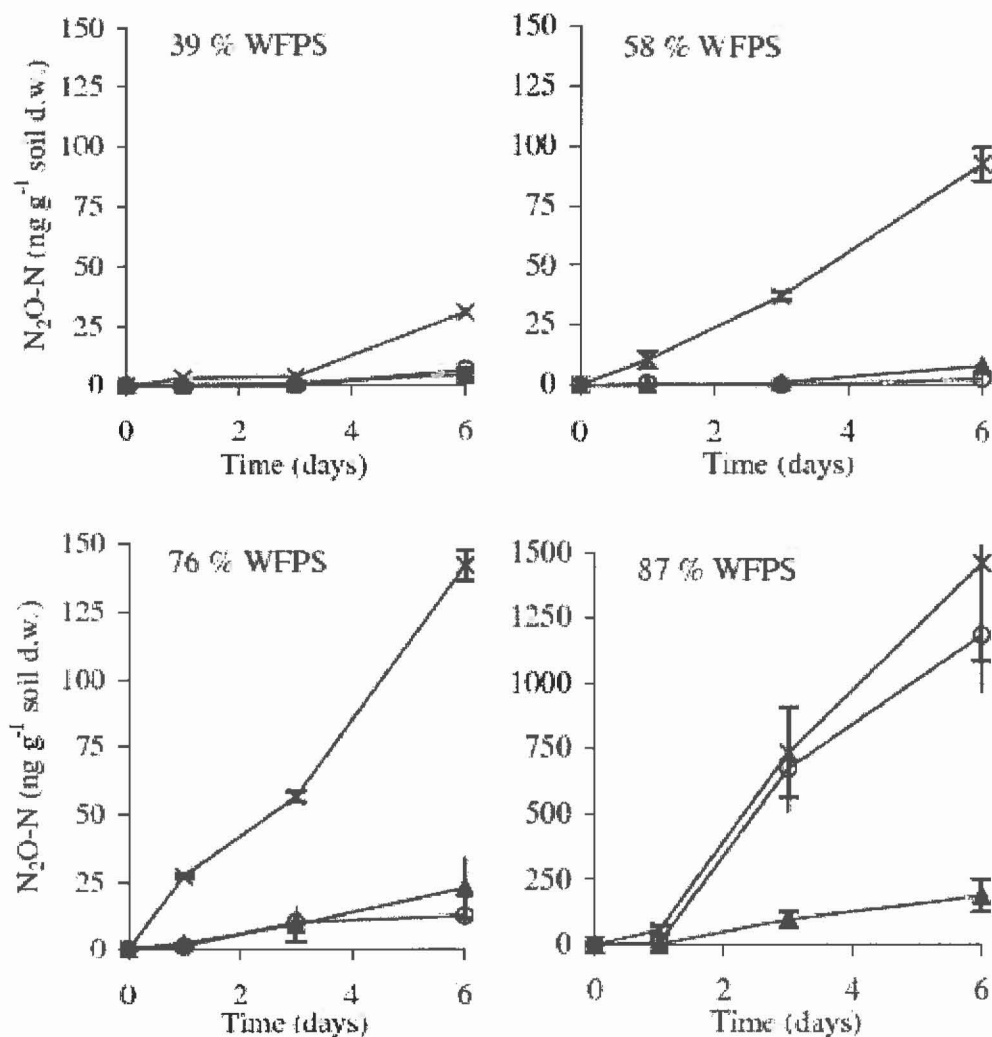 39 % WFPS
N₂O-N (ng g⁻¹ soil d.w.)
150
125
100
75
50
25
0
0 2 4 6
Time (days)
58 % WFPS
150
125
100
75
50
25
0
0 2 4 6
Time (days)
76 % WFPS
N₂O-N (ng g⁻¹ soil d.w.)
150
125
100
75
50
25
0
0 2 4 6
Time (days)
87 % WFPS
1500
1250
1000
750
500
250
0
0 2 4 6
Time (days)